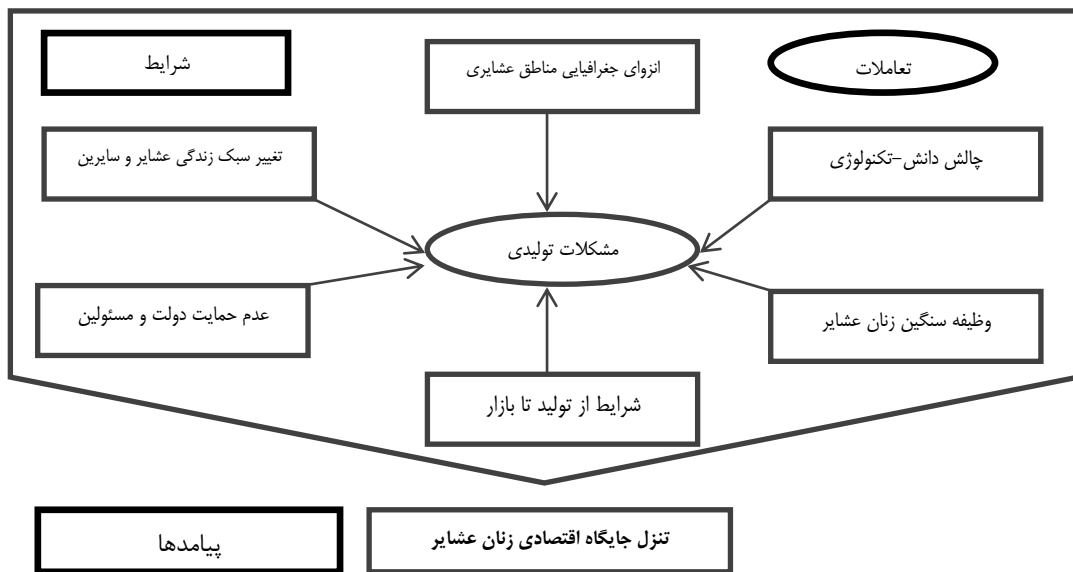 شرایط
انزوای جغرافیایی مناطق عشایری
تعاملات
تغییر سبک زندگی عشایر و سایرین
چالش دانش-تکنولوژی
مشکلات تولیدی
عدم حمایت دولت و مسئولین
وظیفه سنگین زنان عشایر
شرایط از تولید تا بازار
پیامدها
تنزل جایگاه اقتصادی زنان عشایر